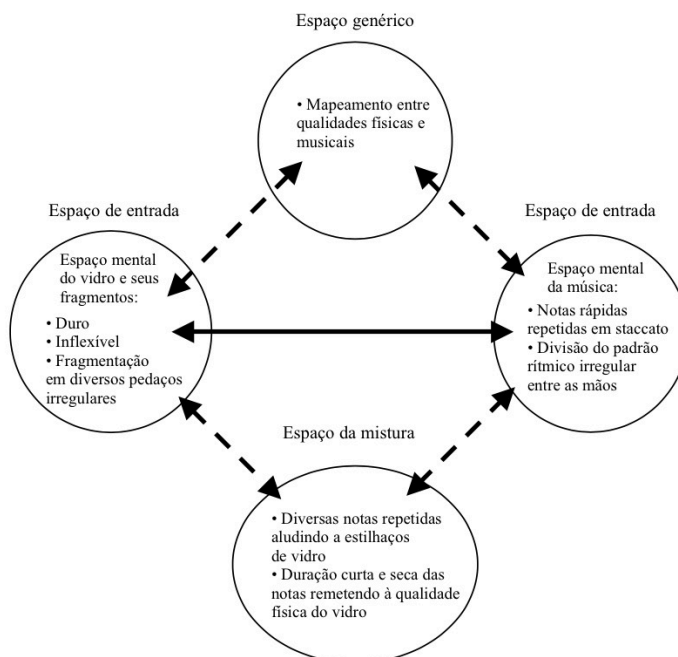 Espaço genérico
• Mapeamento entre
qualidades físicas e
musicais
Espaço de entrada
Espaço mental
do vidro e seus
fragmentos:
• Duro
• Inflexível
• Fragmentação
em diversos pedaços
irregulares
Espaço de entrada
Espaço mental
da música:
• Notas rápidas
repetidas em staccato
• Divisão do padrão
rítmico irregular
entre as mãos
Espaço da mistura
• Diversas notas repetidas
aludindo a estilhaços
de vidro
• Duração curta e seca das
notas remetendo à qualidade
física do vidro